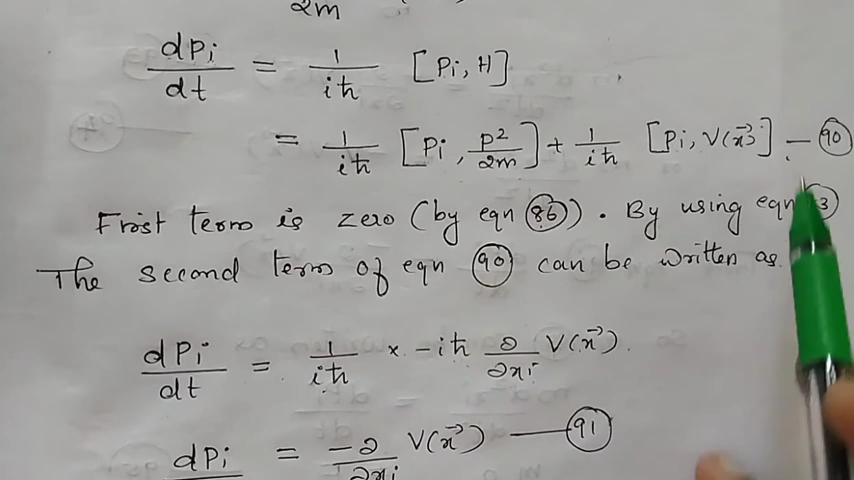 2m
dPi/dt = 1/iħ [Pi, H]
= 1/iħ [Pi, P²/2m] + 1/iħ [Pi, V(x⃗)] — 90
First term is zero (by eqn 86). By using eqn
The second term of eqn 90 can be written as
dPi/dt = 1/iħ × -iħ ∂/∂xi V(x⃗).
dPi = -∂/∂xi V(x⃗) — 91